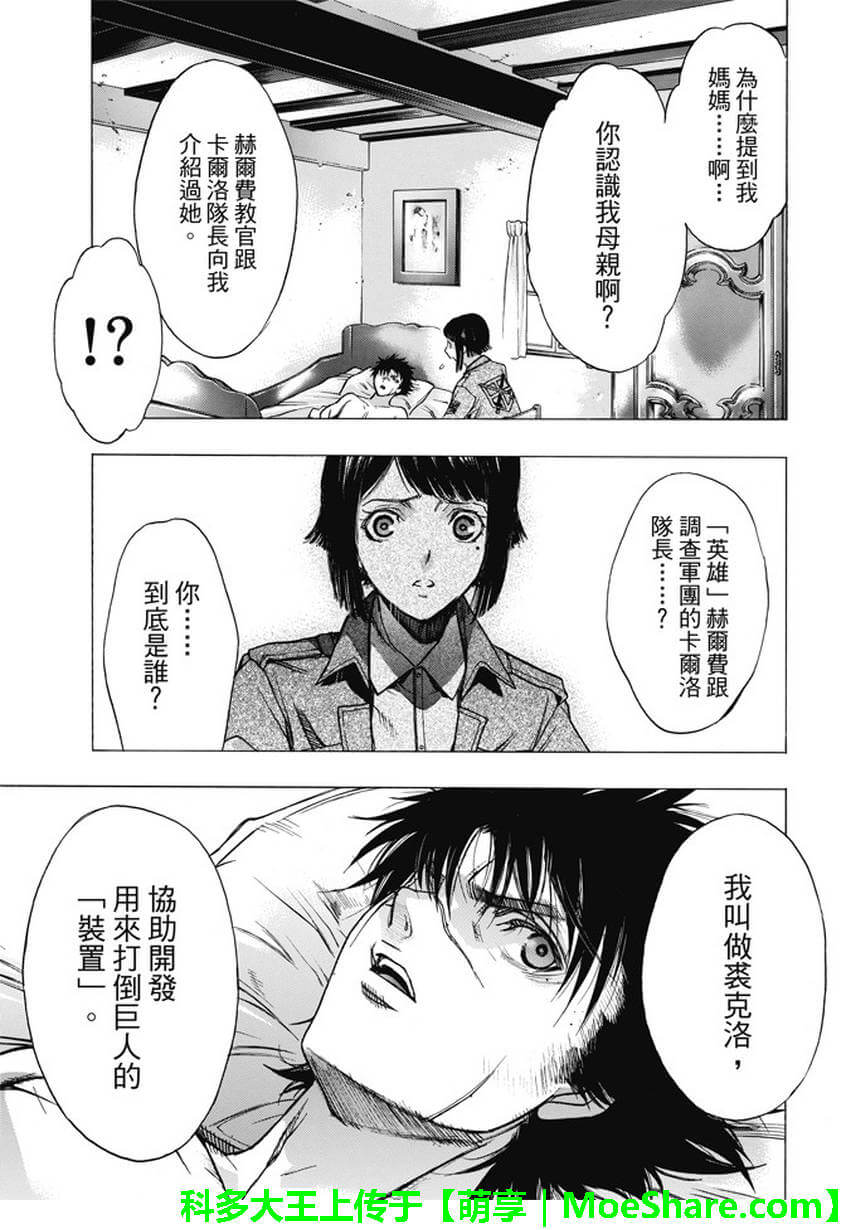 為什麼提到我
媽媽……啊…
你認識我母親啊？
赫爾費教官跟
卡爾洛隊長向我
介紹過她。
!?
「英雄」赫爾費跟
調查軍團的卡爾洛
隊長……？
你……
到底是誰？
我叫做裘克洛，
協助開發
用來打倒巨人的
「裝置」。
科多大王上传于【萌享｜MoeShare.com】